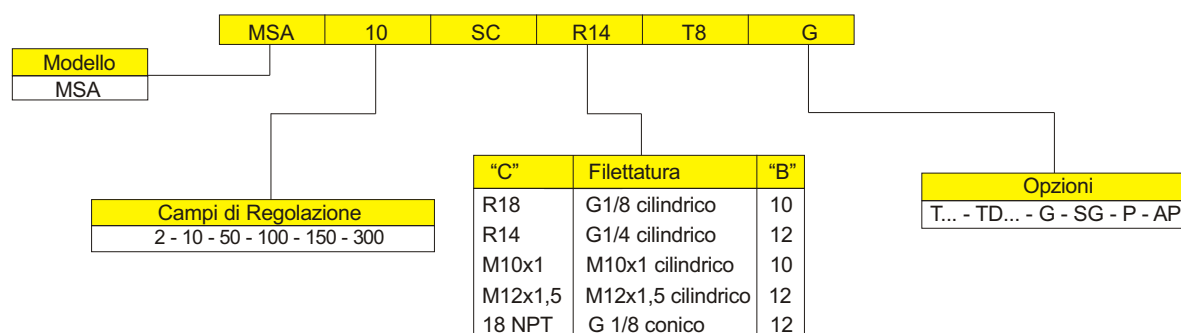 MSA 10 SC R14 T8 G
Modello
MSA
Campi di Regolazione
2 - 10 - 50 - 100 - 150 - 300
“C” Filettatura “B”
R18 G1/8 cilindrico 10
R14 G1/4 cilindrico 12
M10x1 M10x1 cilindrico 10
M12x1,5 M12x1,5 cilindrico 12
18 NPT G 1/8 conico 12
Opzioni
T... - TD... - G - SG - P - AP